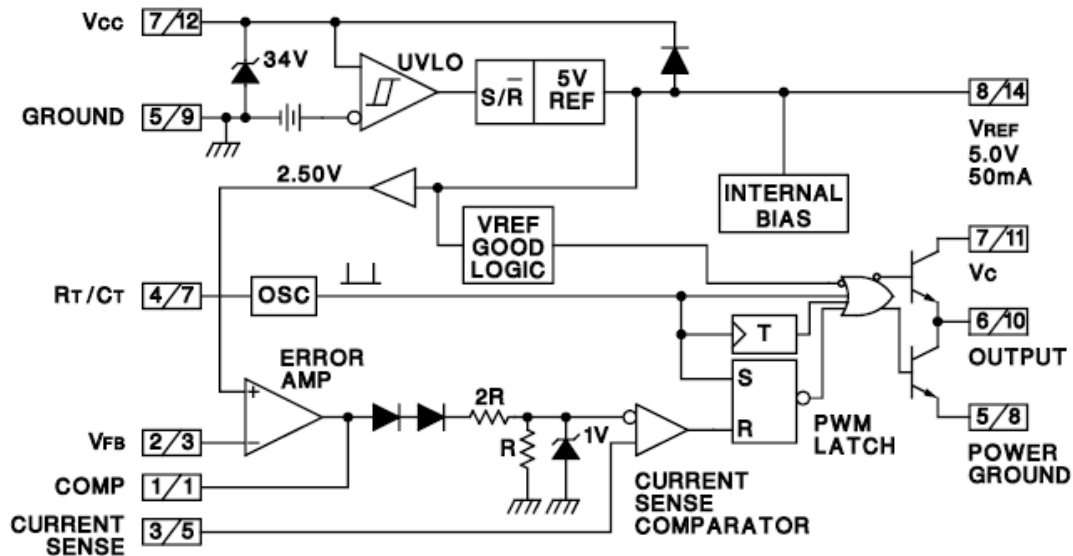 Vcc
7/12
34V
UVLO
S/R̅
5V
REF
8/14
VREF
5.0V
50mA
GROUND
5/9
2.50V
VREF
GOOD
LOGIC
INTERNAL
BIAS
7/11
Vc
RT/CT
4/7
OSC
T
6/10
OUTPUT
ERROR
AMP
+
−
2R
R
1V
S
R
PWM
LATCH
5/8
POWER
GROUND
VFB
2/3
COMP
1/1
CURRENT
SENSE
3/5
CURRENT
SENSE
COMPARATOR